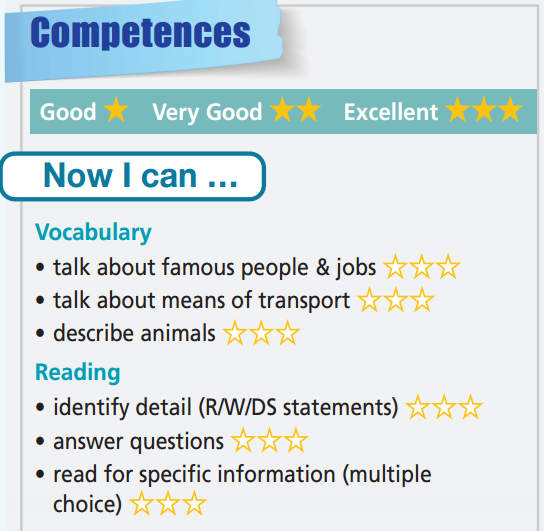 Competences
Good ★ Very Good ★★ Excellent ★★★
Now I can ...
Vocabulary
• talk about famous people & jobs ☆☆☆
• talk about means of transport ☆☆☆
• describe animals ☆☆☆
Reading
• identify detail (R/W/DS statements) ☆☆☆
• answer questions ☆☆☆
• read for specific information (multiple
choice) ☆☆☆